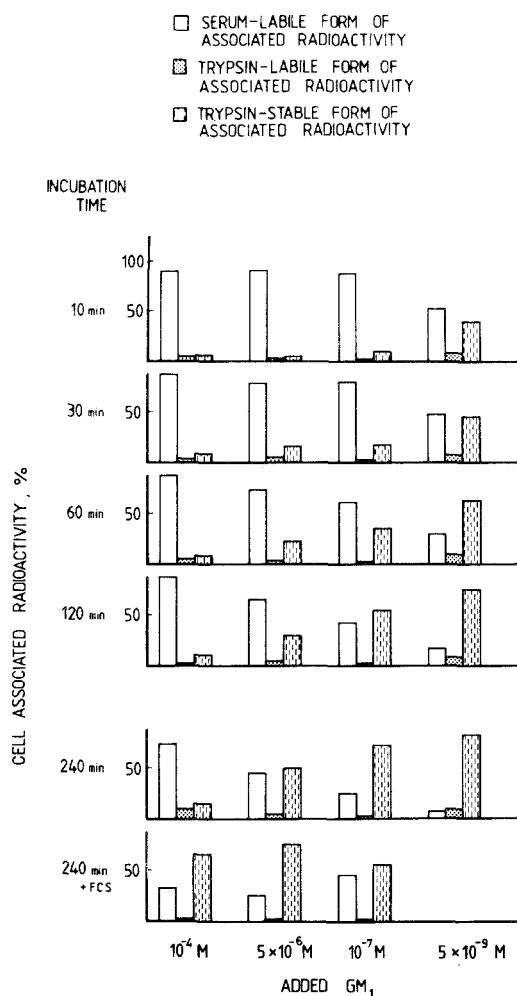 SERUM-LABILE FORM OF
ASSOCIATED RADIOACTIVITY
TRYPSIN-LABILE FORM OF
ASSOCIATED RADIOACTIVITY
TRYPSIN-STABLE FORM OF
ASSOCIATED RADIOACTIVITY
INCUBATION
TIME
100
50
10 min
50
30 min
50
60 min
50
120 min
50
240 min
50
240 min
+ FCS
CELL ASSOCIATED RADIOACTIVITY, %
10⁻⁴ M 5×10⁻⁶ M 10⁻⁷ M 5 × 10⁻⁹ M
ADDED GM₁